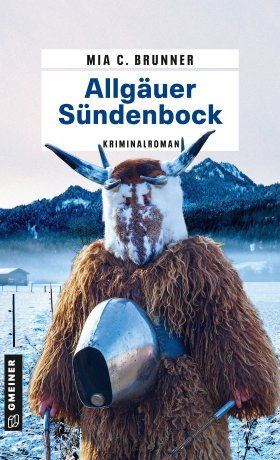 MIA C. BRUNNER
Allgäuer
Sündenbock
KRIMINALROMAN
GMEINER